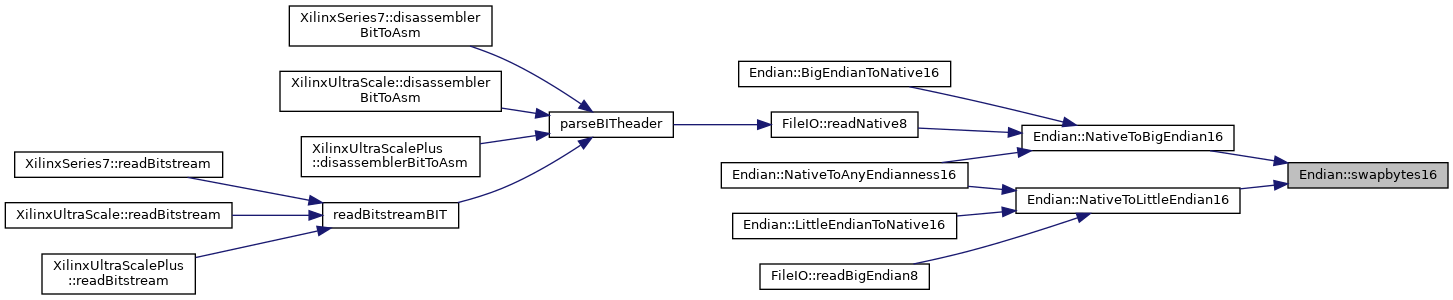 XilinxSeries7::disassembler
BitToAsm
XilinxUltraScale::disassembler
BitToAsm
XilinxUltraScalePlus
::disassemblerBitToAsm
XilinxSeries7::readBitstream
XilinxUltraScale::readBitstream
XilinxUltraScalePlus
::readBitstream
readBitstreamBIT
parseBITheader
FileIO::readNative8
Endian::BigEndianToNative16
Endian::NativeToAnyEndianness16
Endian::LittleEndianToNative16
FileIO::readBigEndian8
Endian::NativeToBigEndian16
Endian::NativeToLittleEndian16
Endian::swapbytes16